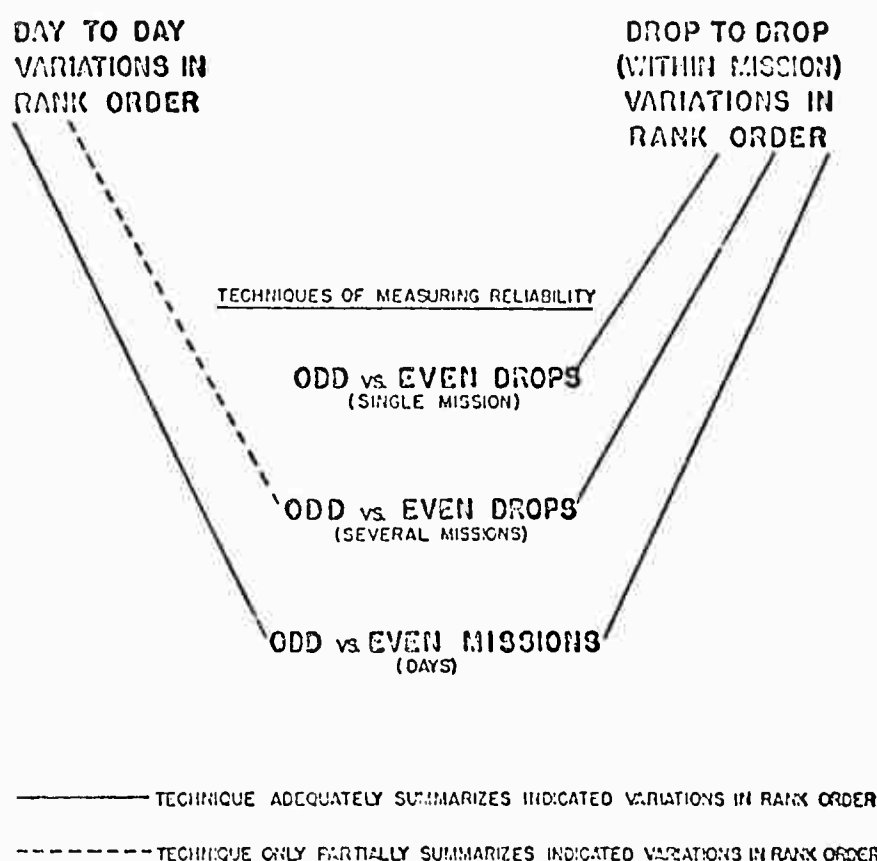 DAY TO DAY
VARIATIONS IN
RANK ORDER
DROP TO DROP
(WITHIN MISSION)
VARIATIONS IN
RANK ORDER
TECHNIQUES OF MEASURING RELIABILITY
ODD vs. EVEN DROPS
(SINGLE MISSION)
ODD vs. EVEN DROPS
(SEVERAL MISSIONS)
ODD vs. EVEN MISSIONS
(DAYS)
TECHNIQUE ADEQUATELY SUMMARIZES INDICATED VARIATIONS IN RANK ORDER
TECHNIQUE ONLY PARTIALLY SUMMARIZES INDICATED VARIATIONS IN RANK ORDER